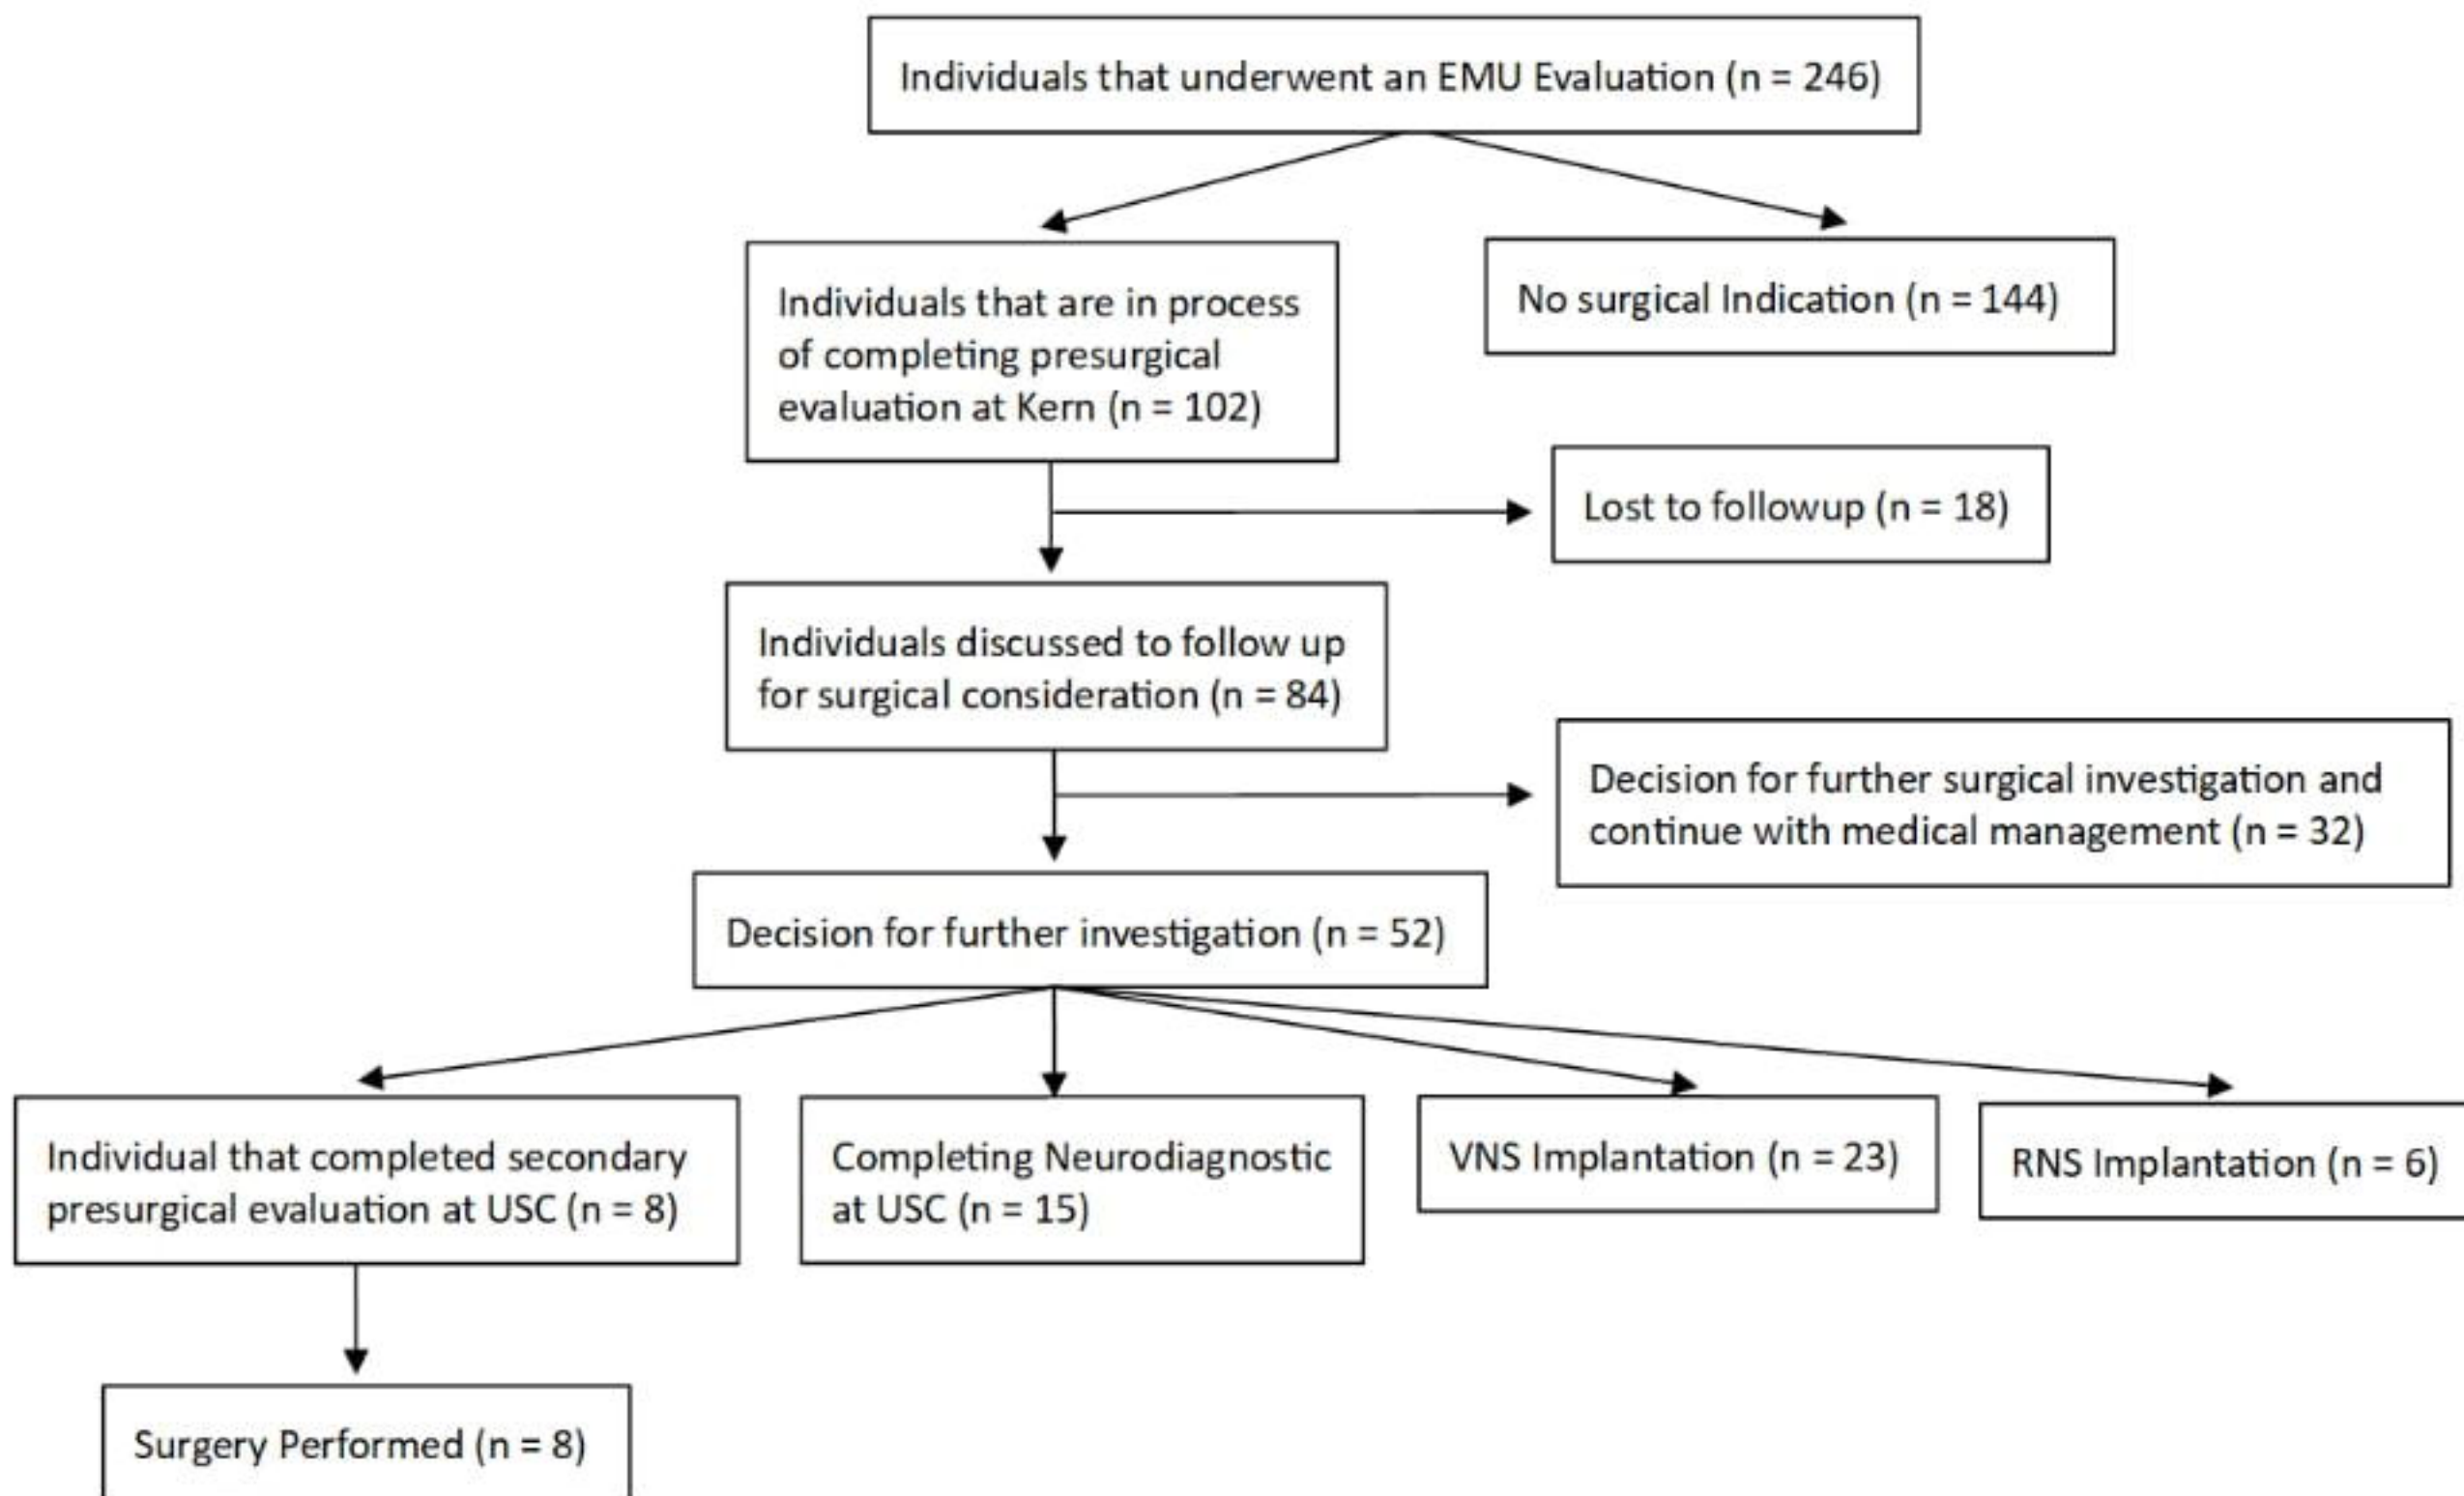 Individuals that underwent an EMU Evaluation (n = 246)
Individuals that are in process
of completing presurgical
evaluation at Kern (n = 102)
No surgical Indication (n = 144)
Lost to followup (n = 18)
Individuals discussed to follow up
for surgical consideration (n = 84)
Decision for further surgical investigation and
continue with medical management (n = 32)
Decision for further investigation (n = 52)
Individual that completed secondary
presurgical evaluation at USC (n = 8)
Completing Neurodiagnostic
at USC (n = 15)
VNS Implantation (n = 23)
RNS Implantation (n = 6)
Surgery Performed (n = 8)